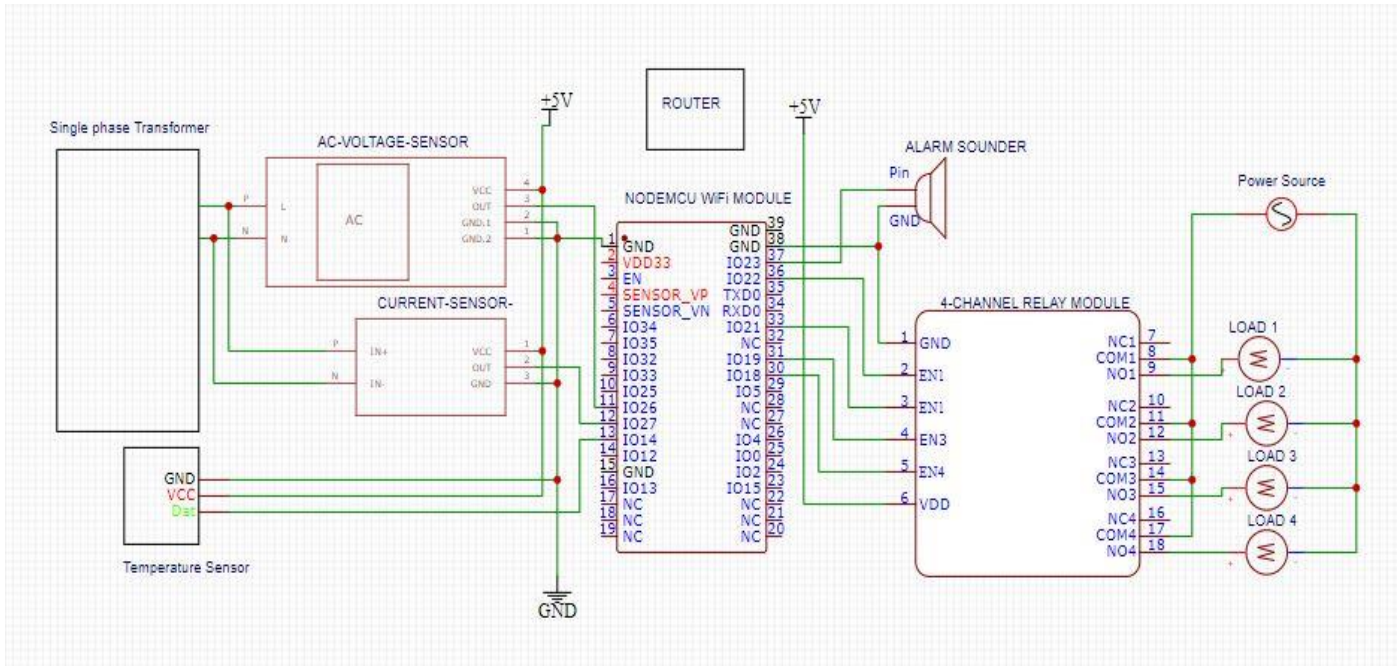 Single phase Transformer
AC-VOLTAGE-SENSOR
P
L
N
N
AC
VCC 4
OUT 3
GND.1 2
GND.2 1
+5V
CURRENT-SENSOR-
P
IN+
N
IN-
VCC 1
OUT 2
GND 3
GND
VCC
Dat
Temperature Sensor
GND
ROUTER
NODEMCU WiFi MODULE
1 GND
2 VDD33
3 EN
4 SENSOR_VP
5 SENSOR_VN
6 IO34
7 IO35
8 IO32
9 IO33
10 IO25
11 IO26
12 IO27
13 IO14
14 IO12
15 GND
16 IO13
17 NC
18 NC
19 NC
GND 39
GND 38
IO23 37
IO22 36
TXD0 35
RXD0 34
IO21 33
NC 32
IO19 31
IO18 30
IO5 29
NC 28
NC 27
IO4 26
IO0 25
IO2 24
IO15 23
NC 22
NC 21
NC 20
+5V
ALARM SOUNDER
Pin
GND
4-CHANNEL RELAY MODULE
1 GND
2 EN1
3 EN1
4 EN3
5 EN4
6 VDD
NC1 7
COM1 8
NO1 9
NC2 10
COM2 11
NO2 12
NC3 13
COM3 14
NO3 15
NC4 16
COM4 17
NO4 18
Power Source
LOAD 1
LOAD 2
+ -
LOAD 3
+ -
LOAD 4
+ -